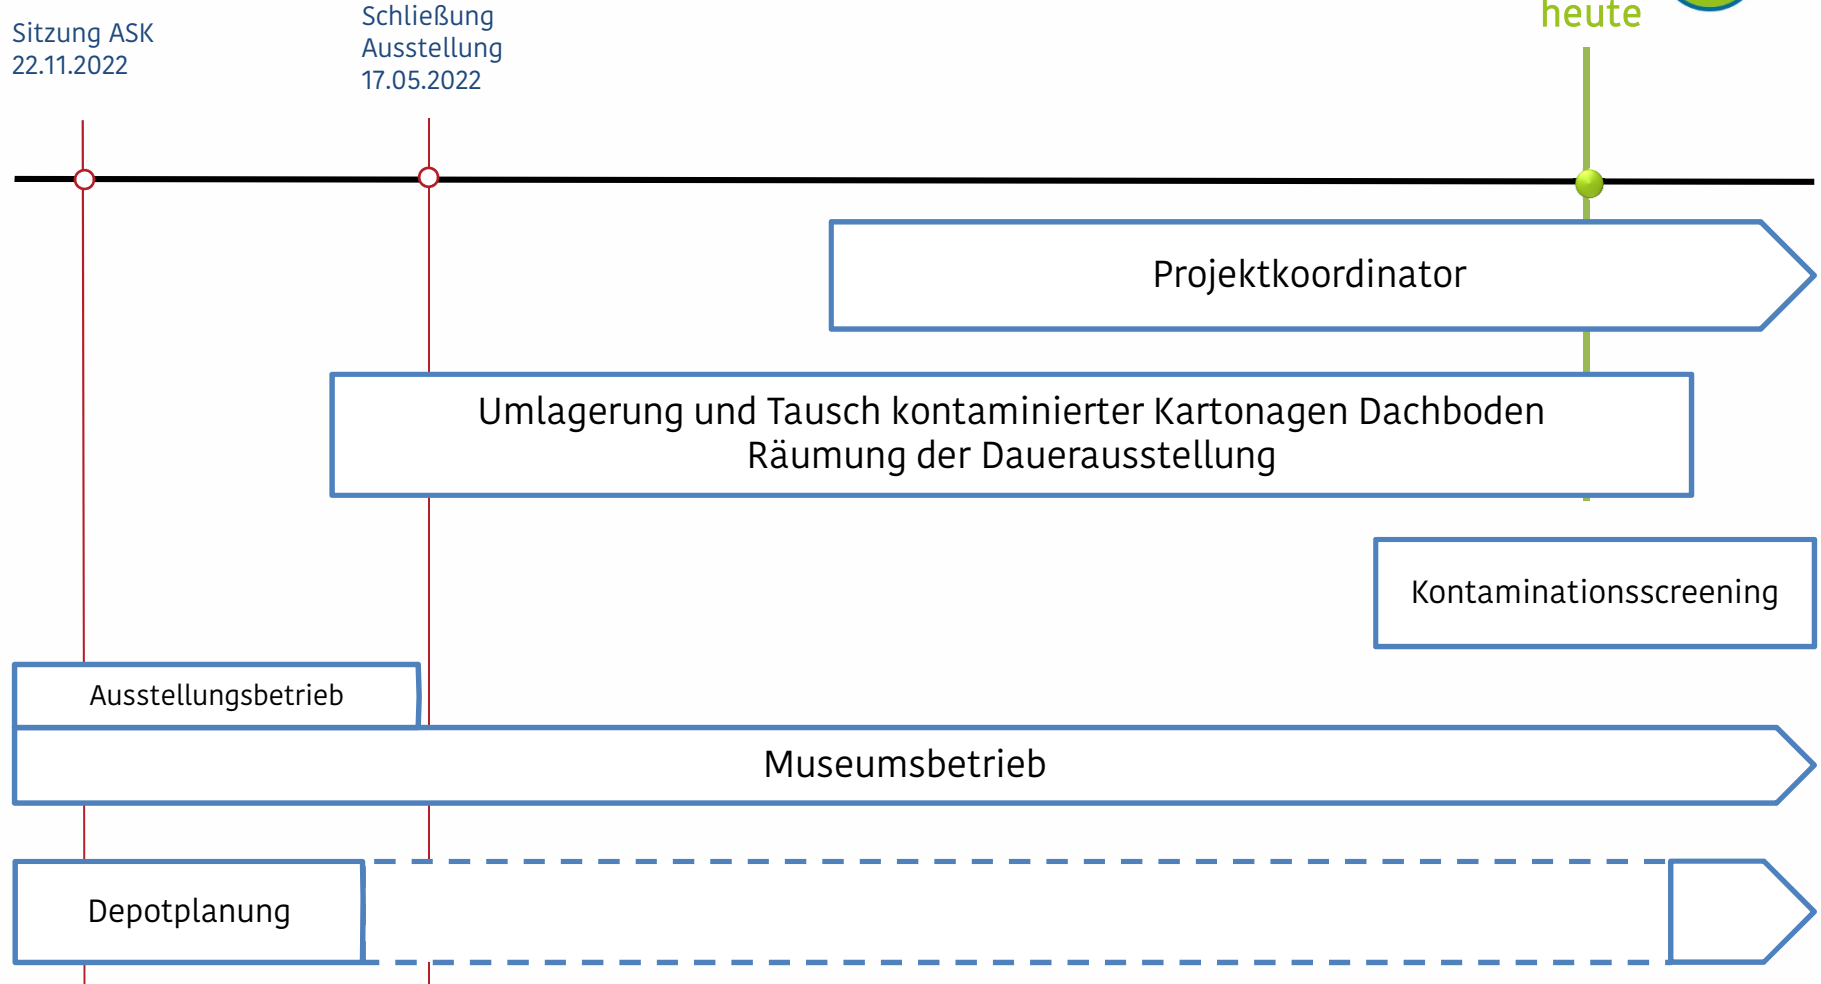 Sitzung ASK
22.11.2022
Schließung
Ausstellung
17.05.2022
heute
Projektkoordinator
Umlagerung und Tausch kontaminierter Kartonagen Dachboden
Räumung der Dauerausstellung
Kontaminationsscreening
Ausstellungsbetrieb
Museumsbetrieb
Depotplanung